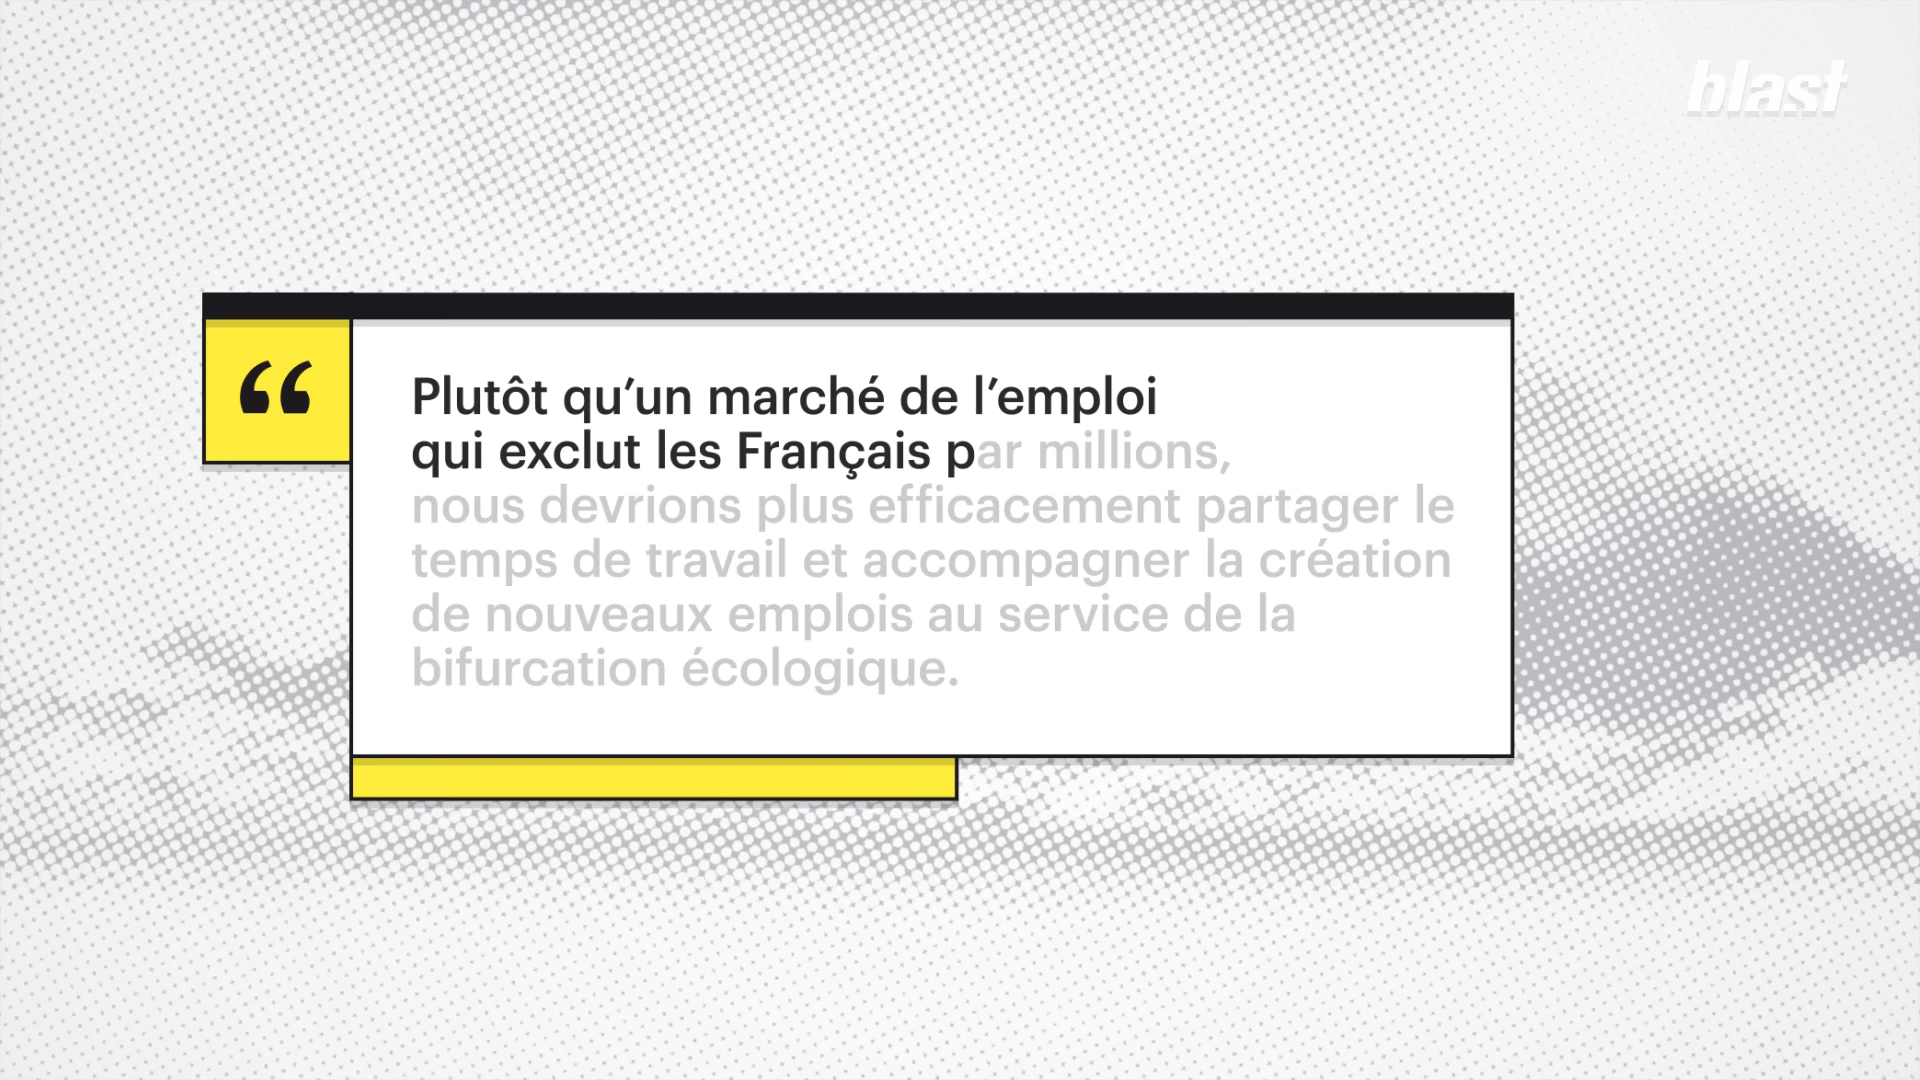 blast
“
Plutôt qu’un marché de l’emploi
qui exclut les Français par millions,
nous devrions plus efficacement partager le
temps de travail et accompagner la création
de nouveaux emplois au service de la
bifurcation écologique.